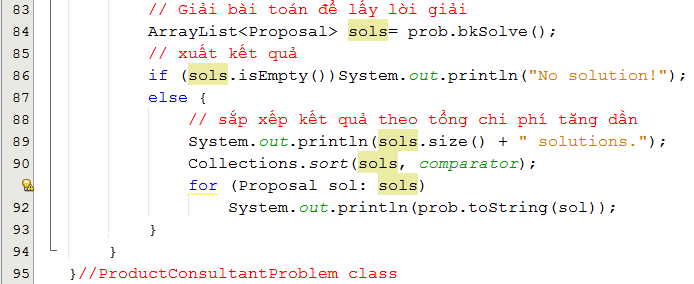 83 // Giải bài toán để lấy lời giải
84 ArrayList<Proposal> sols= prob.bkSolve();
85 // xuất kết quả
86 if (sols.isEmpty())System.out.println("No solution!");
87 else {
88 // sắp xếp kết quả theo tổng chi phí tăng dần
89 System.out.println(sols.size() + " solutions.");
90 Collections.sort(sols, comparator);
for (Proposal sol: sols)
92 System.out.println(prob.toString(sol));
93 }
94 }
95 }//ProductConsultantProblem class